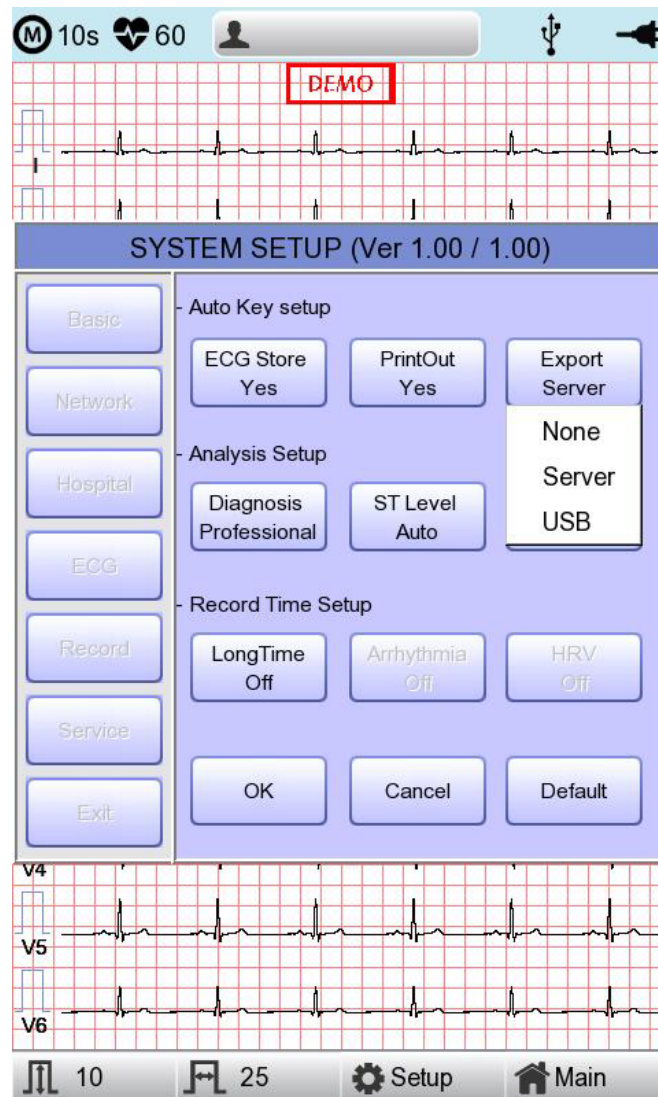 M 10s 60
DEMO
I
SYSTEM SETUP (Ver 1.00 / 1.00)
Basic
Network
Hospital
ECG
Record
Service
Exit
- Auto Key setup
ECG Store
Yes
PrintOut
Yes
Export
Server
None
Server
USB
- Analysis Setup
Diagnosis
Professional
ST Level
Auto
- Record Time Setup
LongTime
Off
Arrhythmia
Off
HRV
Off
OK
Cancel
Default
V4
V5
V6
10
25
Setup
Main